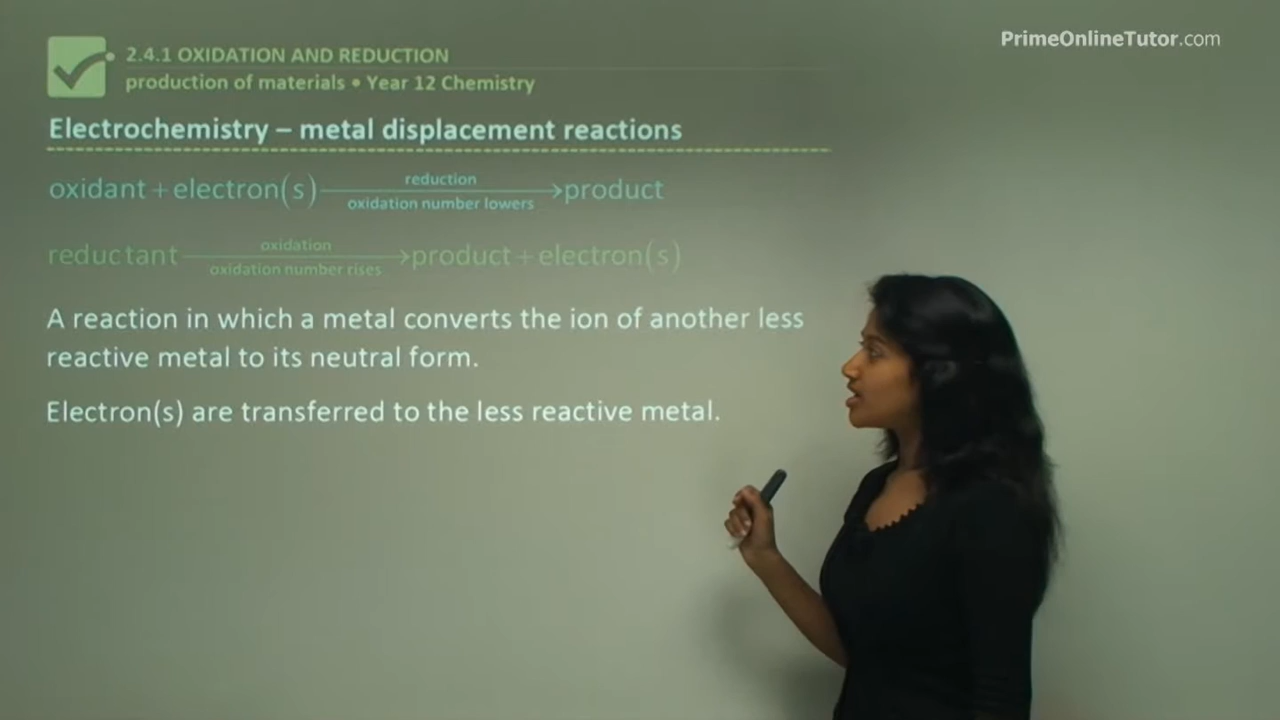 PrimeOnlineTutor.com
2.4.1 OXIDATION AND REDUCTION
production of materials • Year 12 Chemistry
Electrochemistry – metal displacement reactions
oxidant + electron(s) reduction oxidation number lowers → product
reductant oxidation oxidation number rises → product + electron(s)
A reaction in which a metal converts the ion of another less
reactive metal to its neutral form.
Electron(s) are transferred to the less reactive metal.